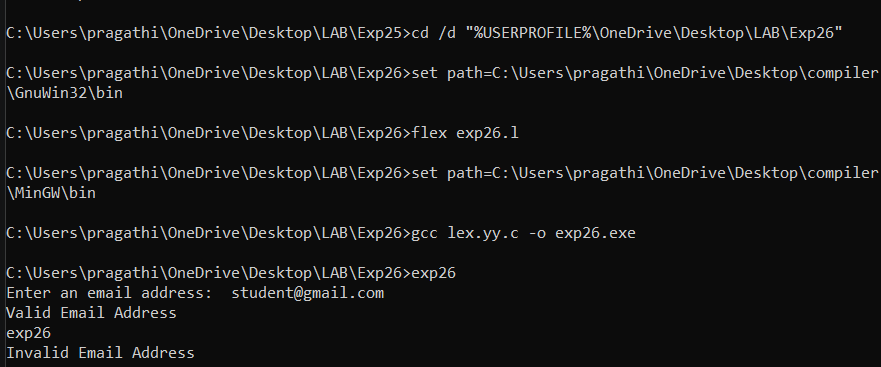 C:\Users\pragathi\OneDrive\Desktop\LAB\Exp25>cd /d "%USERPROFILE%\OneDrive\Desktop\LAB\Exp26"
C:\Users\pragathi\OneDrive\Desktop\LAB\Exp26>set path=C:\Users\pragathi\OneDrive\Desktop\compiler
\GnuWin32\bin
C:\Users\pragathi\OneDrive\Desktop\LAB\Exp26>flex exp26.l
C:\Users\pragathi\OneDrive\Desktop\LAB\Exp26>set path=C:\Users\pragathi\OneDrive\Desktop\compiler
\MinGW\bin
C:\Users\pragathi\OneDrive\Desktop\LAB\Exp26>gcc lex.yy.c -o exp26.exe
C:\Users\pragathi\OneDrive\Desktop\LAB\Exp26>exp26
Enter an email address:  student@gmail.com
Valid Email Address
exp26
Invalid Email Address